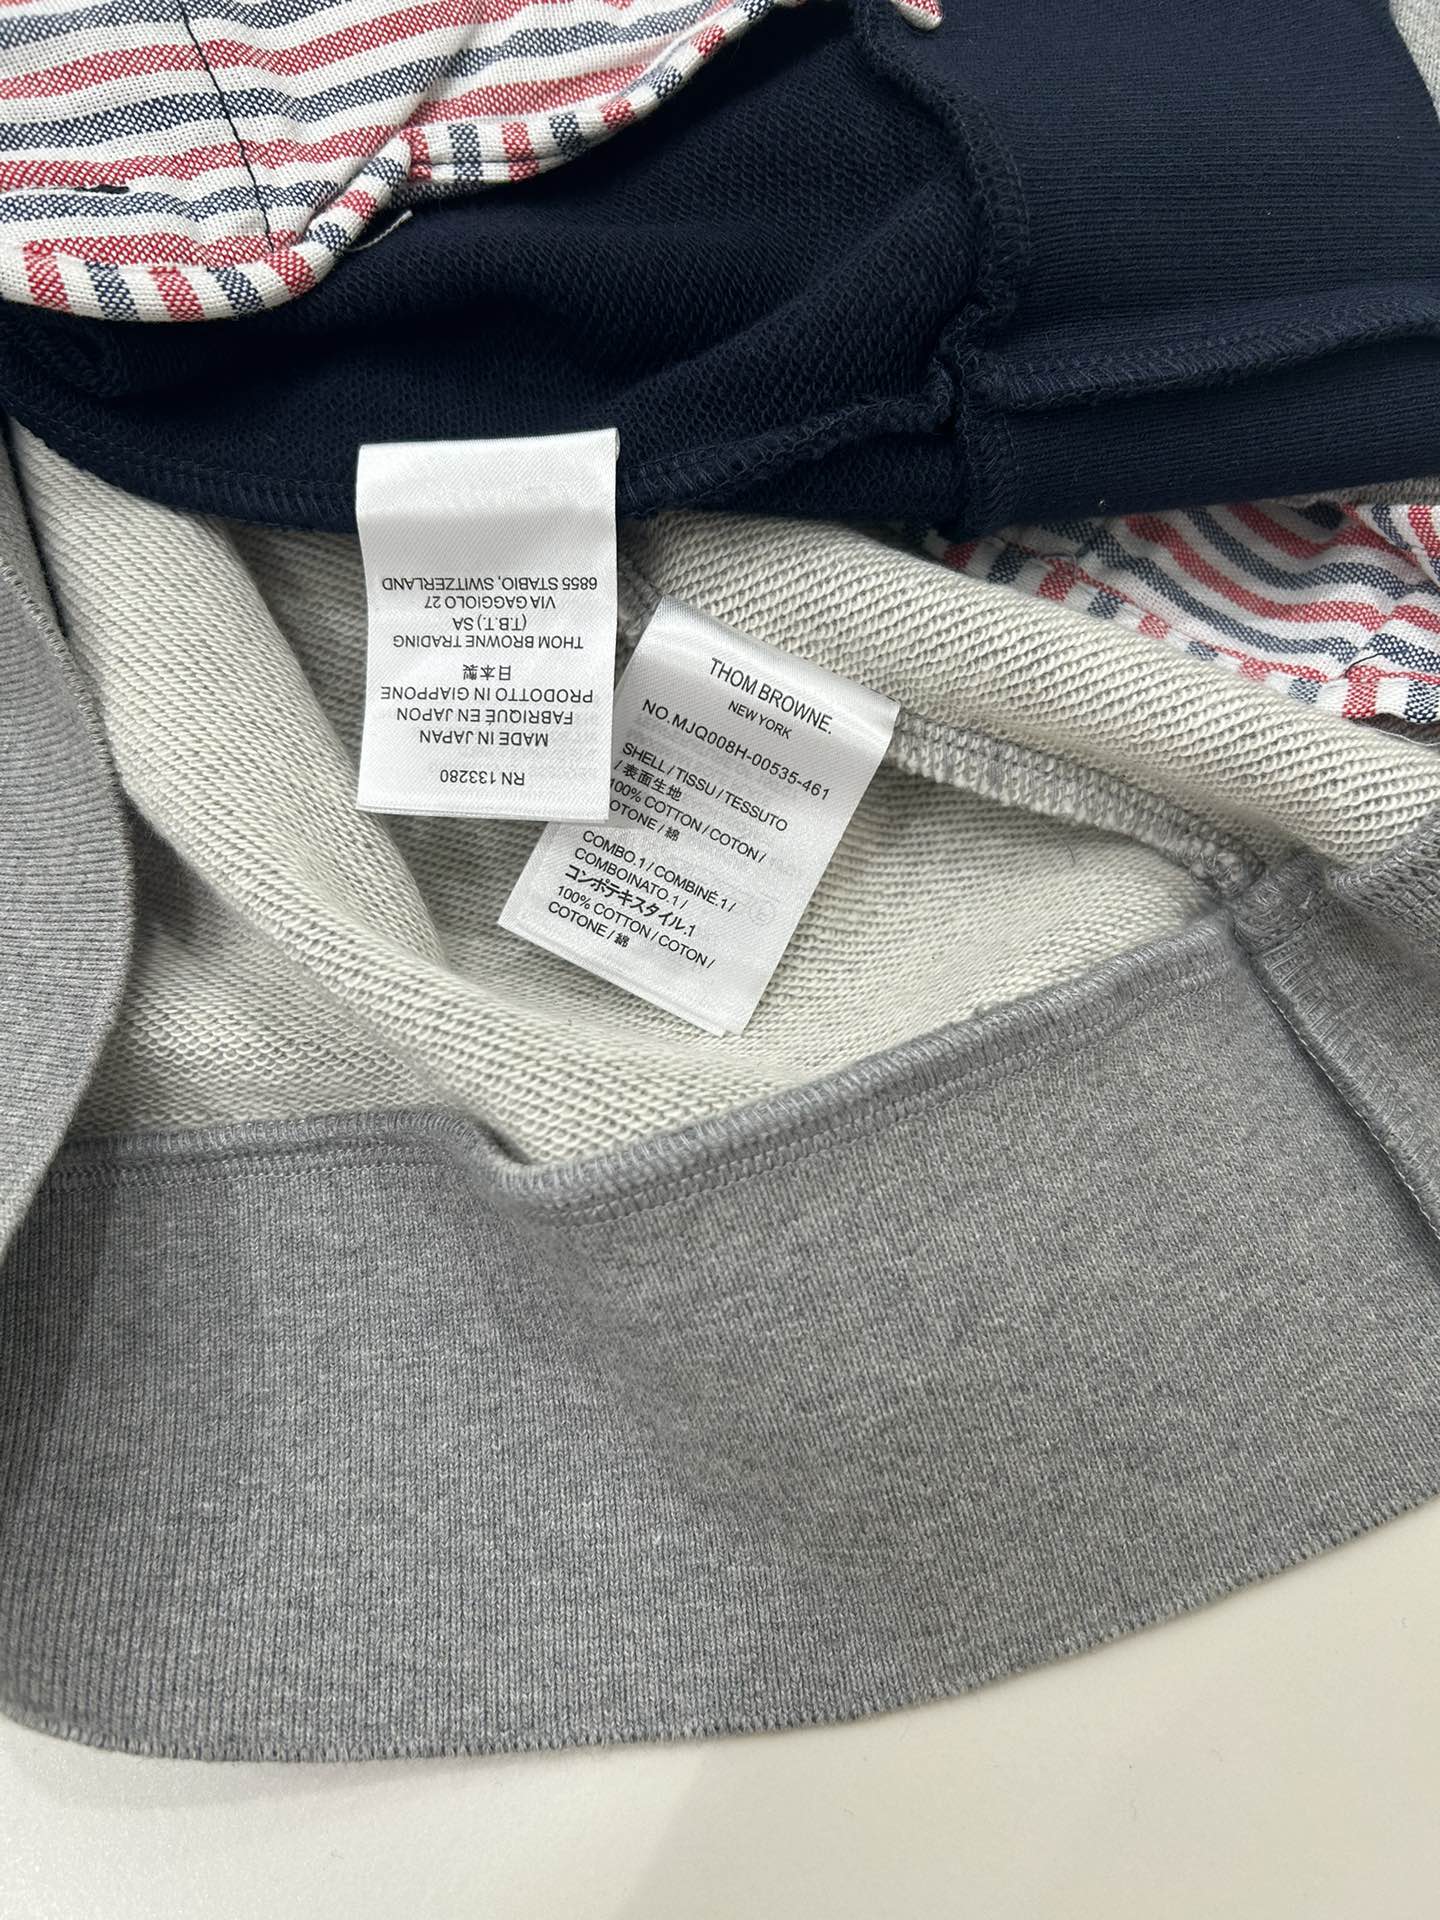 RN 133280
MADE IN JAPAN
FABRIQUÉ EN JAPON
PRODOTTO IN GIAPPONE
日本製
THOM BROWNE TRADING
(T.B.T.) SA
VIA GAGGIOLO 27
6855 STABIO, SWITZERLAND
THOM BROWNE.
NEW YORK
NO.MJQ008H-00535-461
SHELL / TISSU / TESSUTO
/ 表面生地
100% COTTON / COTON /
COTONE / 綿
COMBO.1 / COMBINÉ.1 /
COMBOINATO.1 /
コンポテキスタイル.1
100% COTTON / COTON /
COTONE / 綿